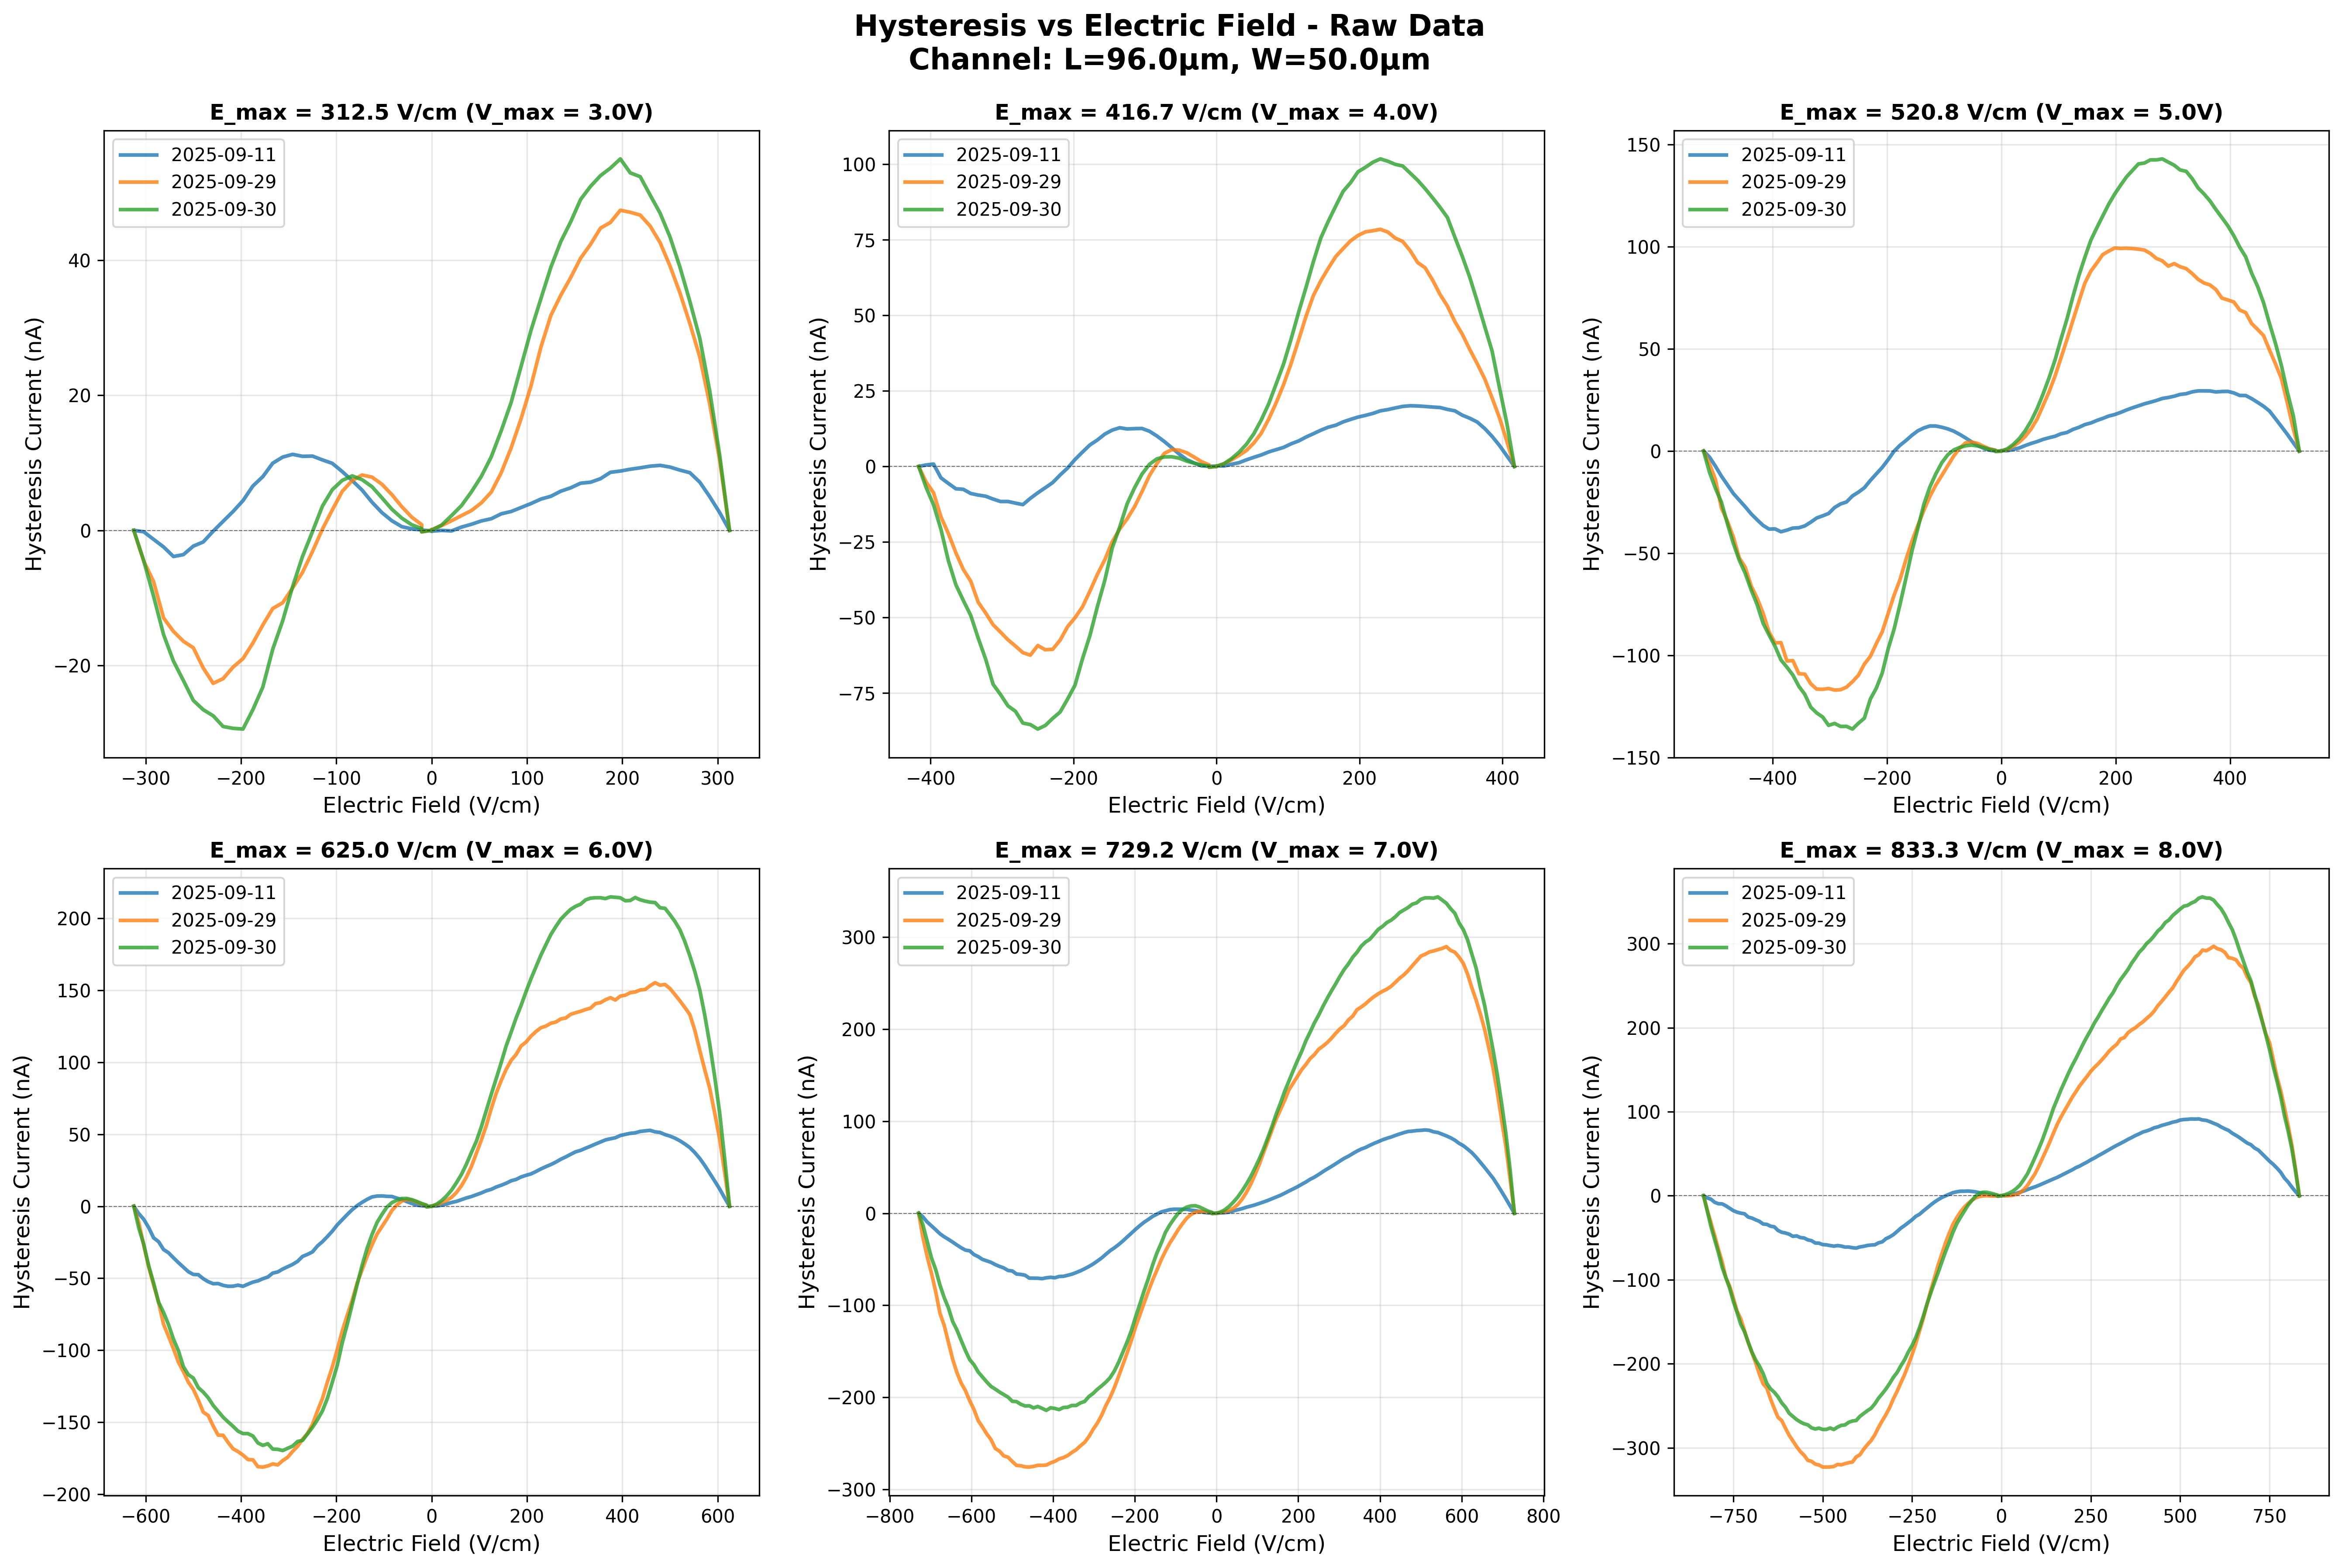 Hysteresis vs Electric Field - Raw Data
Channel: L=96.0μm, W=50.0μm
E_max = 312.5 V/cm (V_max = 3.0V)
2025-09-11
2025-09-29
2025-09-30
Hysteresis Current (nA)
40
20
0
−20
−300 −200 −100 0 100 200 300
Electric Field (V/cm)
E_max = 416.7 V/cm (V_max = 4.0V)
2025-09-11
2025-09-29
2025-09-30
Hysteresis Current (nA)
100
75
50
25
0
−25
−50
−75
−400 −200 0 200 400
Electric Field (V/cm)
E_max = 520.8 V/cm (V_max = 5.0V)
2025-09-11
2025-09-29
2025-09-30
Hysteresis Current (nA)
150
100
50
0
−50
−100
−150
−400 −200 0 200 400
Electric Field (V/cm)
E_max = 625.0 V/cm (V_max = 6.0V)
2025-09-11
2025-09-29
2025-09-30
Hysteresis Current (nA)
200
150
100
50
0
−50
−100
−150
−200
−600 −400 −200 0 200 400 600
Electric Field (V/cm)
E_max = 729.2 V/cm (V_max = 7.0V)
2025-09-11
2025-09-29
2025-09-30
Hysteresis Current (nA)
300
200
100
0
−100
−200
−300
−800 −600 −400 −200 0 200 400 600 800
Electric Field (V/cm)
E_max = 833.3 V/cm (V_max = 8.0V)
2025-09-11
2025-09-29
2025-09-30
Hysteresis Current (nA)
300
200
100
0
−100
−200
−300
−750 −500 −250 0 250 500 750
Electric Field (V/cm)